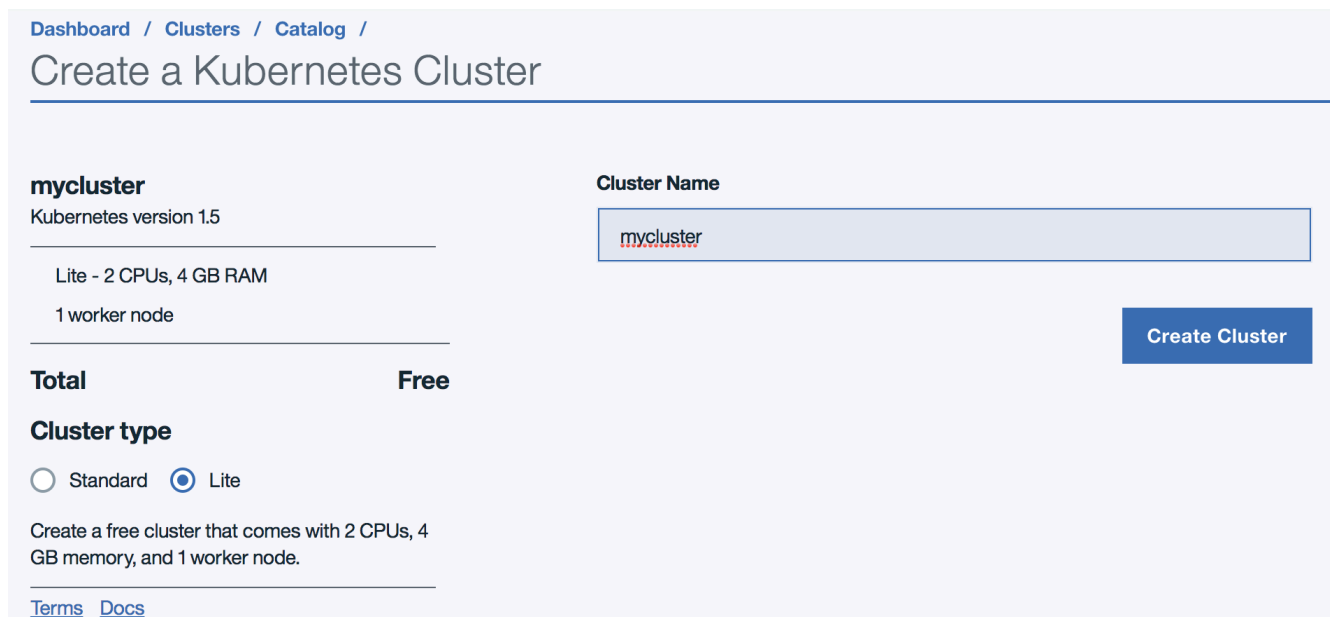 Dashboard / Clusters / Catalog /
Create a Kubernetes Cluster
mycluster
Kubernetes version 1.5
Lite - 2 CPUs, 4 GB RAM
1 worker node
Total Free
Cluster type
Standard Lite
Create a free cluster that comes with 2 CPUs, 4
GB memory, and 1 worker node.
Terms Docs
Cluster Name
mycluster
Create Cluster